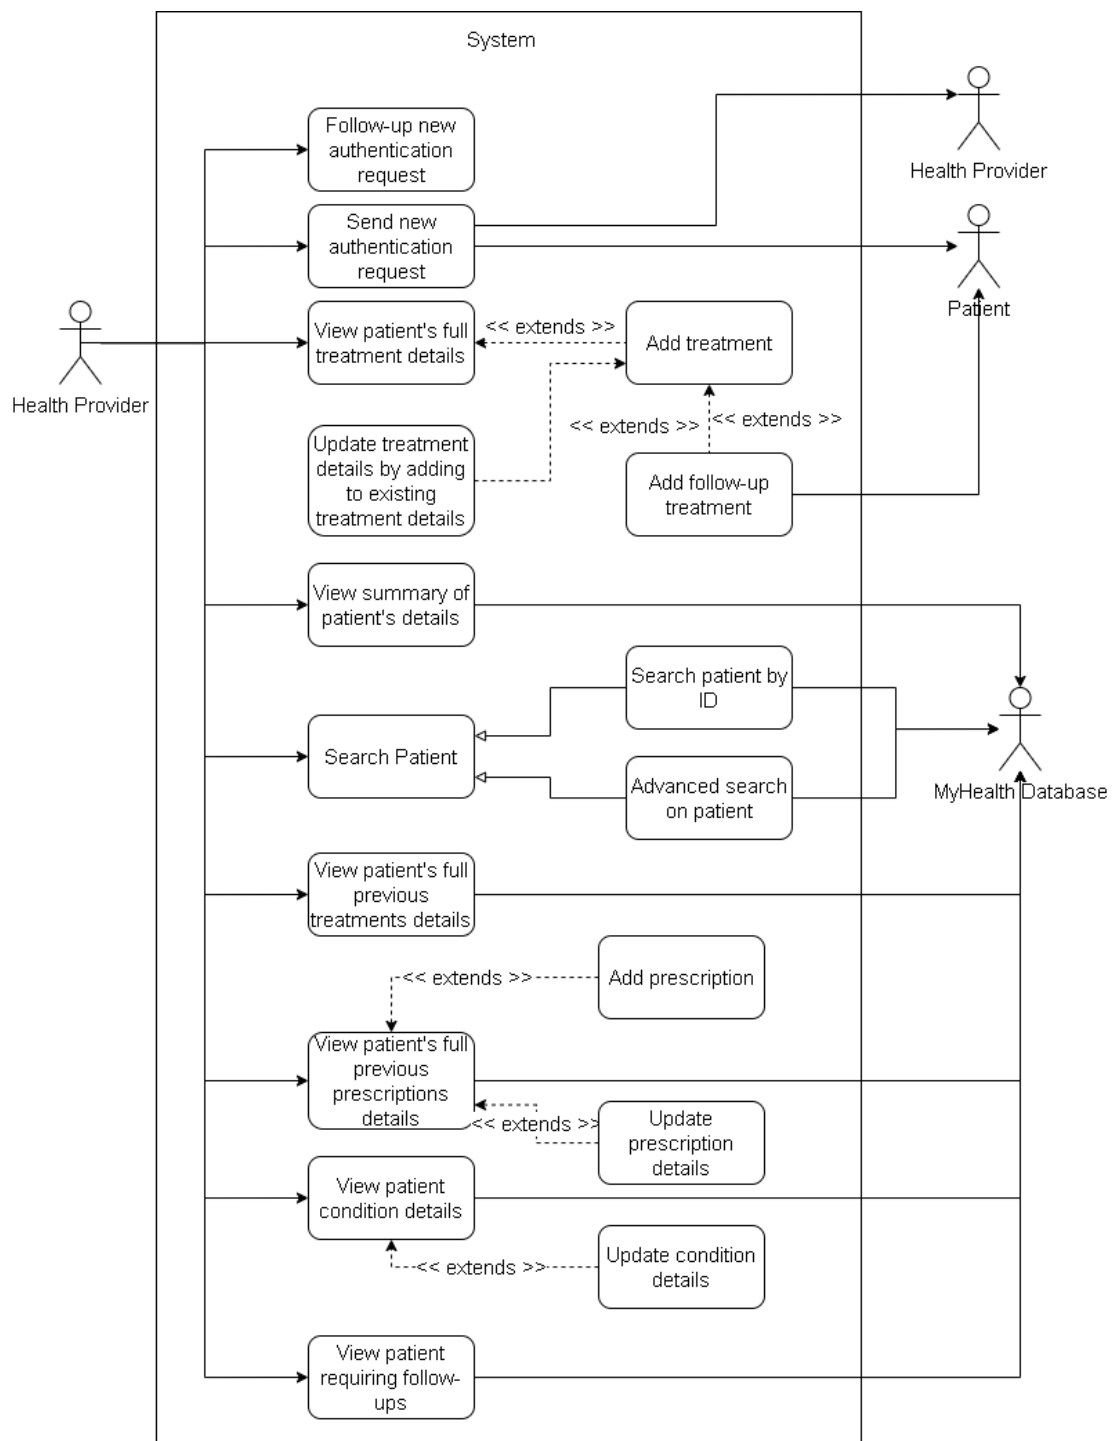 System
Follow-up new
authentication
request
Health Provider
Send new
authentication
request
Patient
Health Provider
View patient's full
treatment details
<< extends >>
Add treatment
Update treatment
details by adding
to existing
treatment details
<< extends >>
<< extends >>
Add follow-up
treatment
View summary of
patient's details
Search patient by
ID
Search Patient
Advanced search
on patient
MyHealth Database
View patient's full
previous
treatments details
<< extends >>
Add prescription
View patient's full
previous
prescriptions
details
<< extends >>
Update
prescription
details
View patient
condition details
<< extends >>
Update condition
details
View patient
requiring follow-
ups